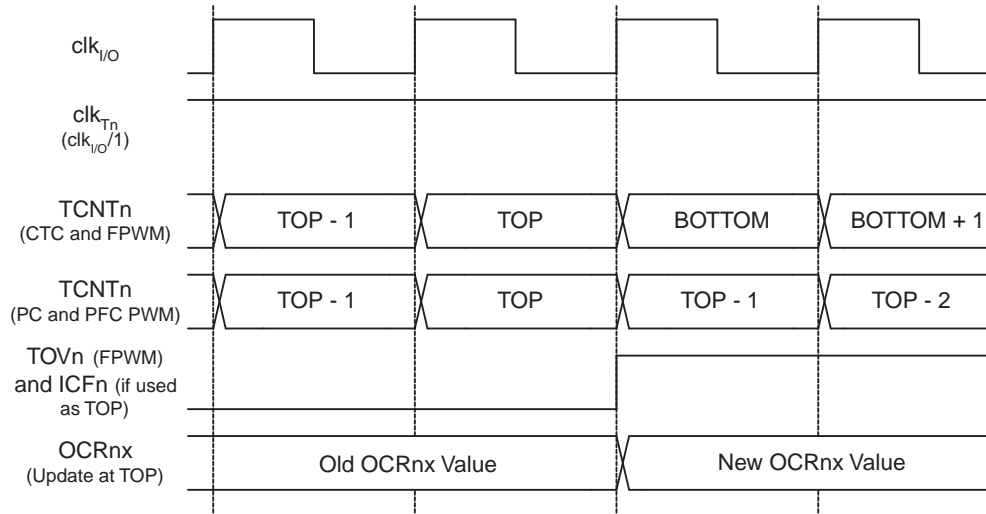 clkI/O
clkTn
(clkI/O/1)
TCNTn
(CTC and FPWM)
TOP - 1
TOP
BOTTOM
BOTTOM + 1
TCNTn
(PC and PFC PWM)
TOP - 1
TOP
TOP - 1
TOP - 2
TOVn (FPWM)
and ICFn (if used
as TOP)
OCRnx
(Update at TOP)
Old OCRnx Value
New OCRnx Value